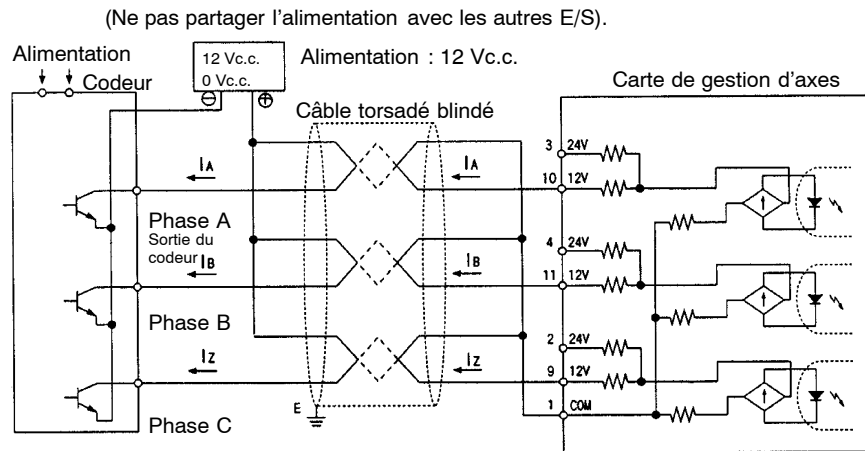 (Ne pas partager l'alimentation avec les autres E/S).
Alimentation
Codeur
12 Vc.c.
0 Vc.c.
Alimentation : 12 Vc.c.
Câble torsadé blindé
Carte de gestion d'axes
IA
IA
3 24V
10 12V
Phase A
Sortie du
codeur
IB
IB
4 24V
11 12V
Phase B
IZ
IZ
2 24V
9 12V
1 COM
E
Phase C